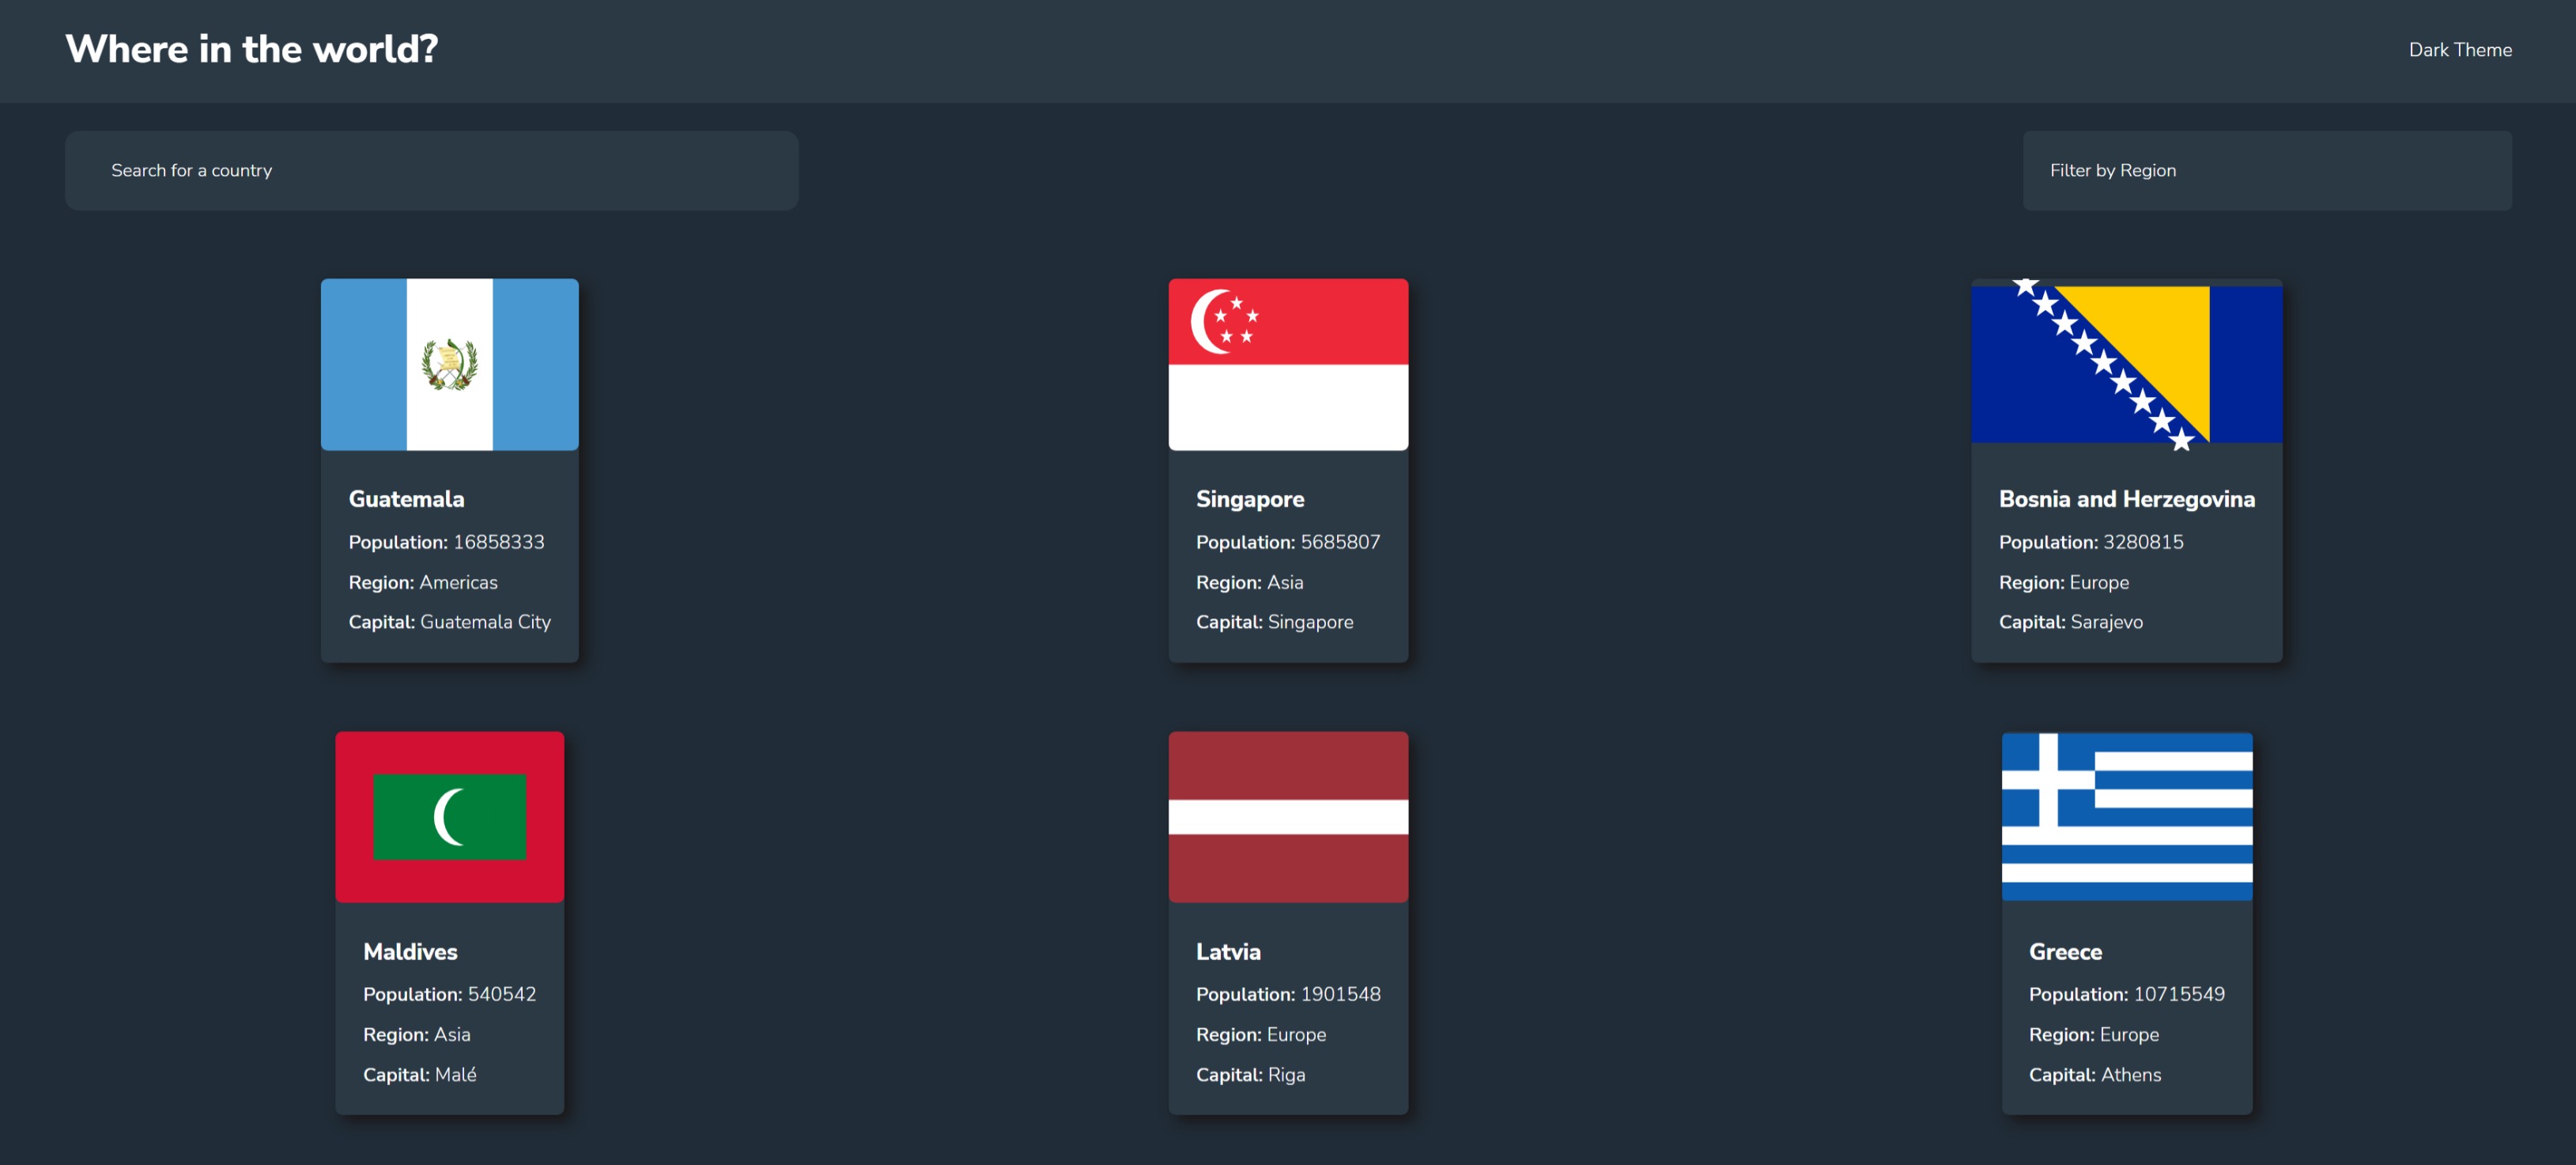 Where in the world?
Dark Theme
Search for a country
Filter by Region
Guatemala
Population: 16858333
Region: Americas
Capital: Guatemala City
Singapore
Population: 5685807
Region: Asia
Capital: Singapore
Bosnia and Herzegovina
Population: 3280815
Region: Europe
Capital: Sarajevo
Maldives
Population: 540542
Region: Asia
Capital: Malé
Latvia
Population: 1901548
Region: Europe
Capital: Riga
Greece
Population: 10715549
Region: Europe
Capital: Athens